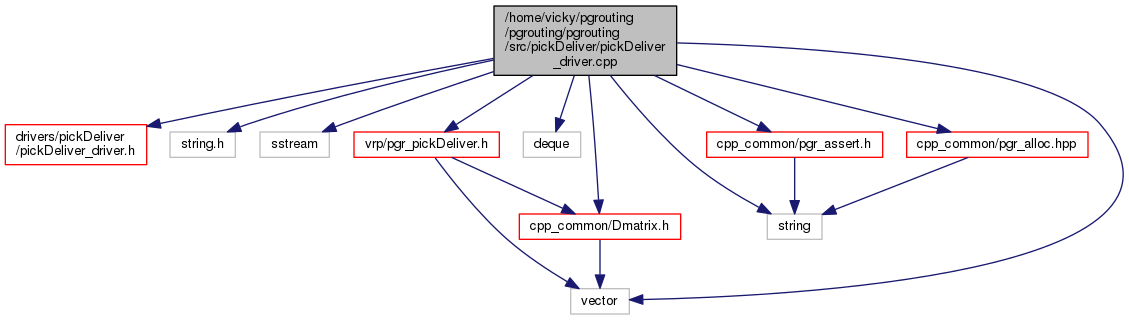 /home/vicky/pgrouting
/pgrouting/pgrouting
/src/pickDeliver/pickDeliver
_driver.cpp
drivers/pickDeliver
/pickDeliver_driver.h
string.h
sstream
vrp/pgr_pickDeliver.h
deque
cpp_common/pgr_assert.h
cpp_common/pgr_alloc.hpp
cpp_common/Dmatrix.h
string
vector